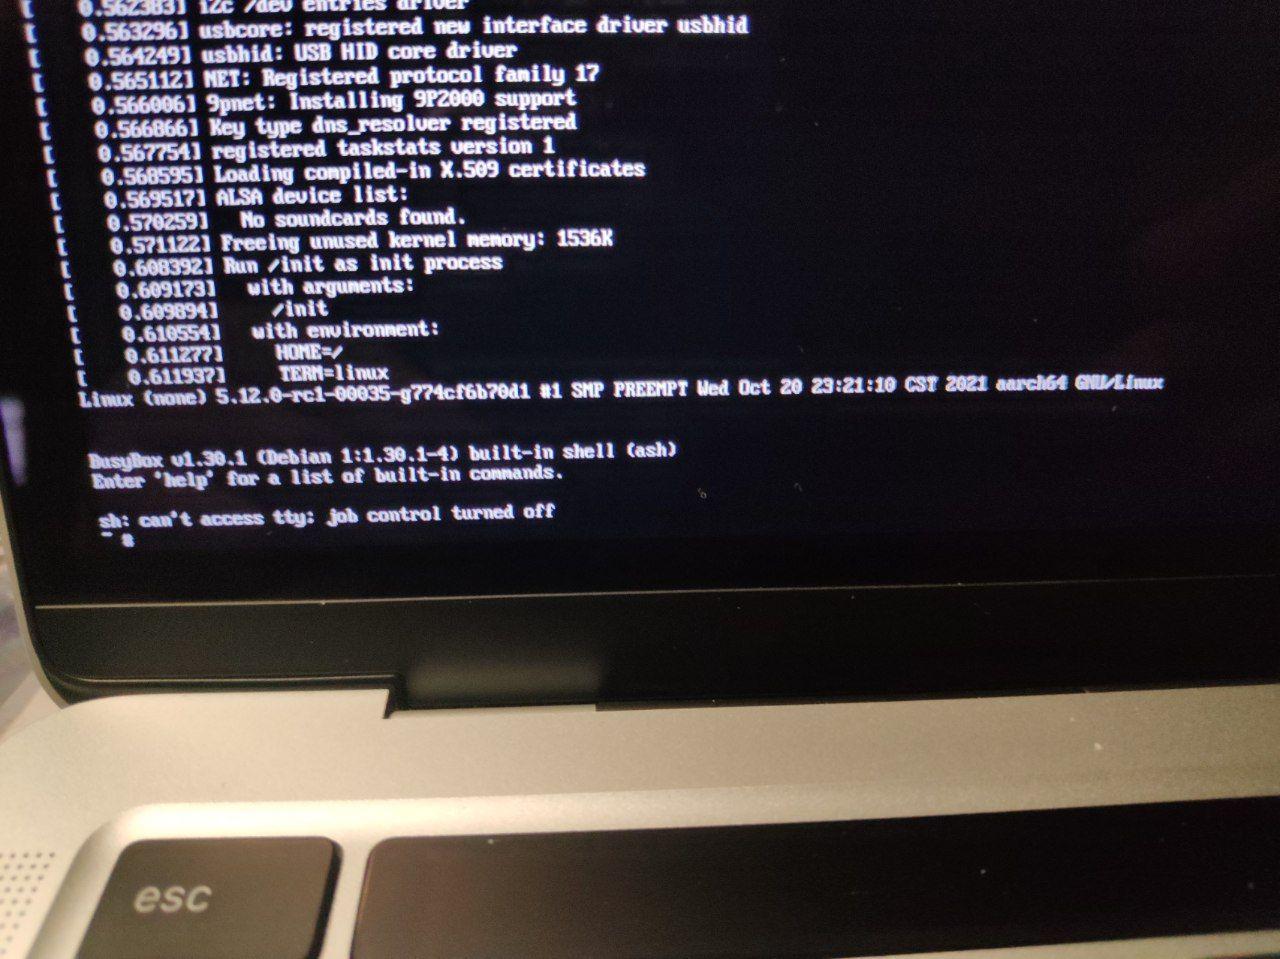 [ 0.562383] i2c /dev entries driver
[ 0.563296] usbcore: registered new interface driver usbhid
[ 0.564249] usbhid: USB HID core driver
[ 0.565112] NET: Registered protocol family 17
[ 0.566006] 9pnet: Installing 9P2000 support
[ 0.566866] Key type dns_resolver registered
[ 0.567754] registered taskstats version 1
[ 0.568595] Loading compiled-in X.509 certificates
[ 0.569517] ALSA device list:
[ 0.570259]   No soundcards found.
[ 0.571122] Freeing unused kernel memory: 1536K
[ 0.608392] Run /init as init process
[ 0.609173]   with arguments:
[ 0.609894]     /init
[ 0.610554]   with environment:
[ 0.611277]     HOME=/
[ 0.611937]     TERM=linux
Linux (none) 5.12.0-rc1-00035-g774cf6b70d1 #1 SMP PREEMPT Wed Oct 20 23:21:10 CST 2021 aarch64 GNU/Linux
BusyBox v1.30.1 (Debian 1:1.30.1-4) built-in shell (ash)
Enter 'help' for a list of built-in commands.
sh: can't access tty; job control turned off
~ #
esc